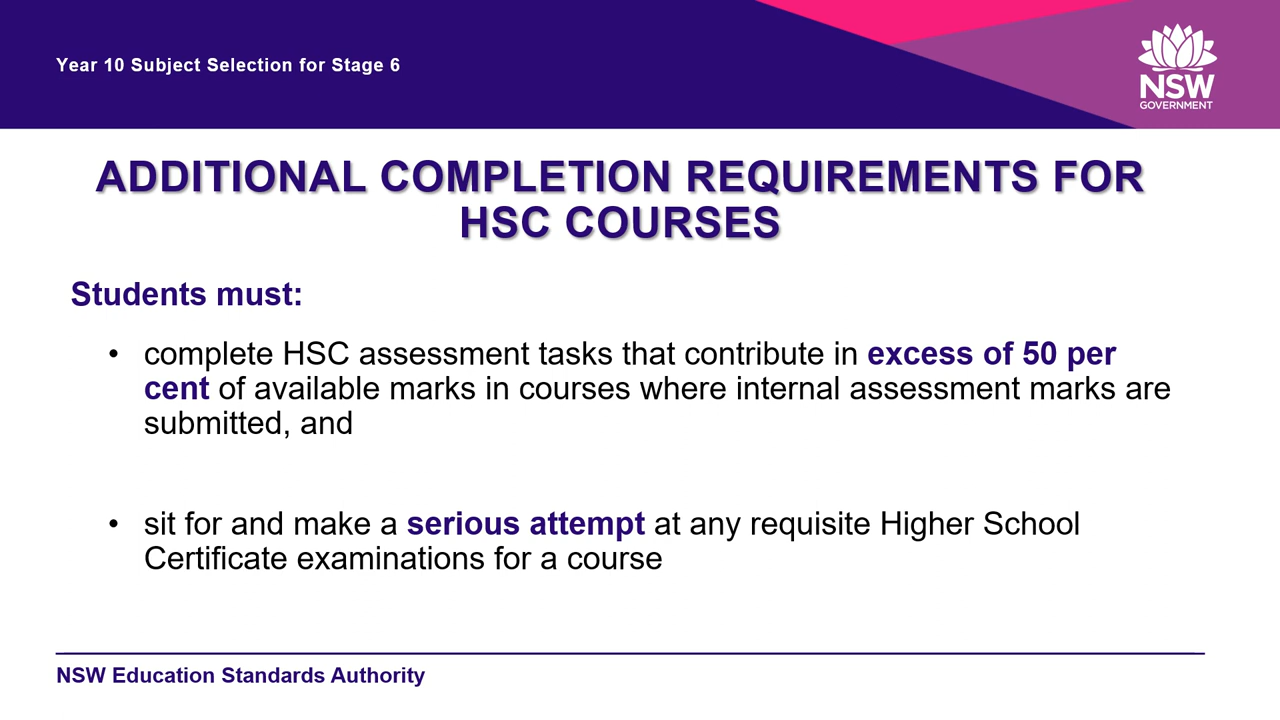 Year 10 Subject Selection for Stage 6
NSW
GOVERNMENT
ADDITIONAL COMPLETION REQUIREMENTS FOR
HSC COURSES
Students must:
• complete HSC assessment tasks that contribute in excess of 50 per
cent of available marks in courses where internal assessment marks are
submitted, and
• sit for and make a serious attempt at any requisite Higher School
Certificate examinations for a course
NSW Education Standards Authority